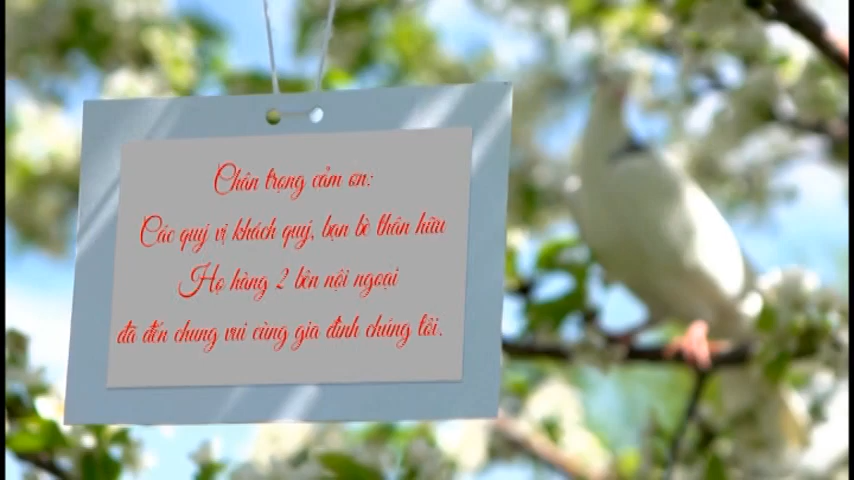 Chân trọng cảm ơn:
Các quý vị khách quý, bạn bè thân hữu
Họ hàng 2 bên nội ngoại
đã đến chung vui cùng gia đình chúng tôi.